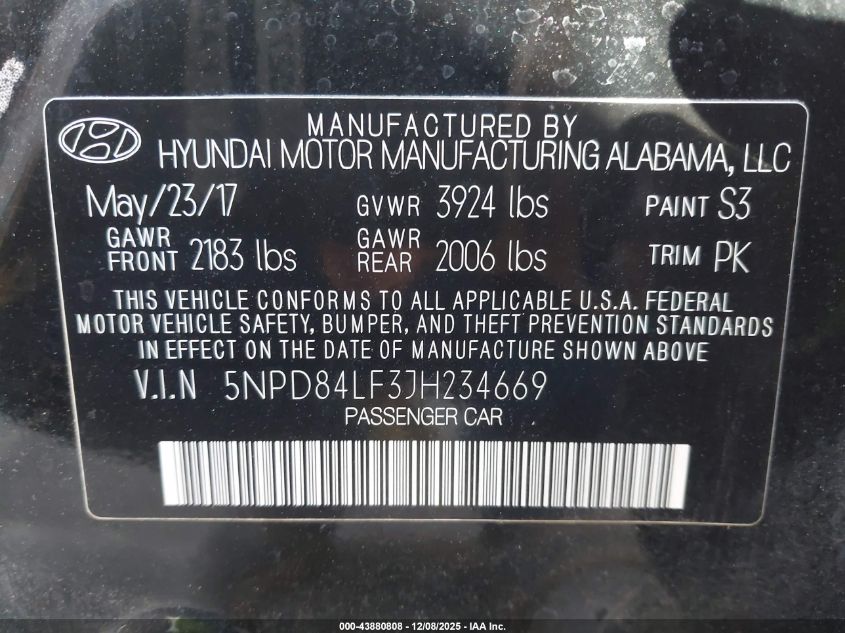 MANUFACTURED BY
HYUNDAI MOTOR MANUFACTURING ALABAMA, LLC
May/23/17 GVWR 3924 lbs PAINT S3
GAWR FRONT 2183 lbs GAWR REAR 2006 lbs TRIM PK
THIS VEHICLE CONFORMS TO ALL APPLICABLE U.S.A. FEDERAL
MOTOR VEHICLE SAFETY, BUMPER, AND THEFT PREVENTION STANDARDS
IN EFFECT ON THE DATE OF MANUFACTURE SHOWN ABOVE
V.I.N 5NPD84LF3JH234669
PASSENGER CAR
000-43880808 - 12/08/2025 - IAA Inc.